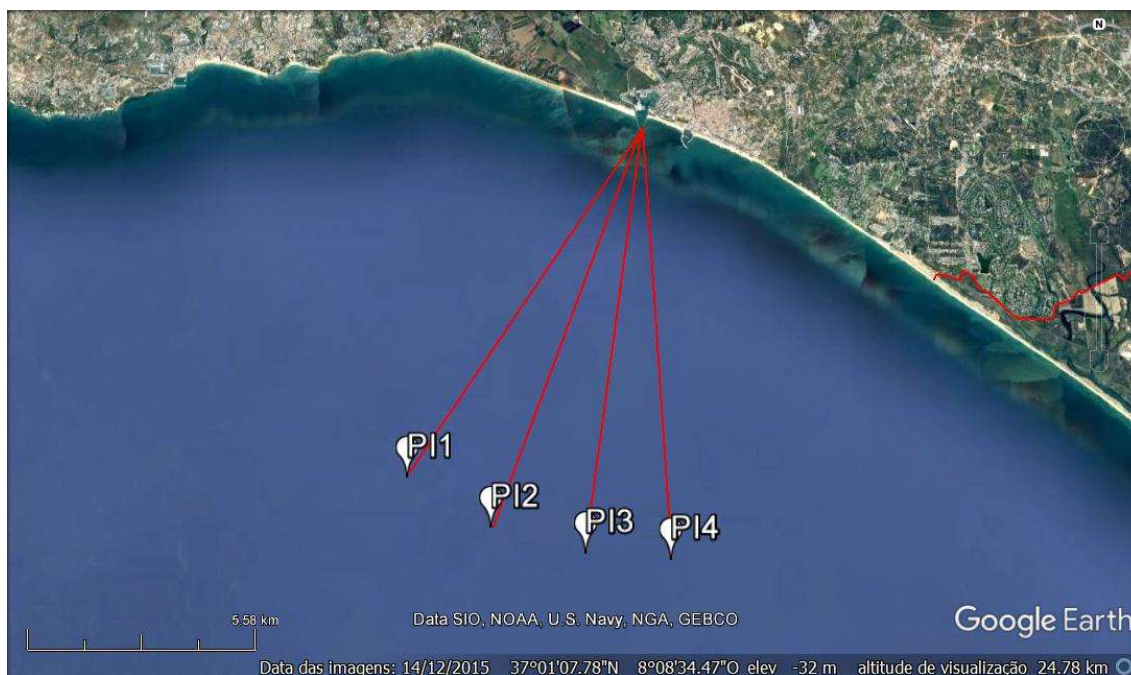 N
PI1
PI2
PI3
PI4
5.58 km
Data SIO, NOAA, U.S. Navy, NGA, GEBCO
Google Earth
Data das imagens: 14/12/2015 37°01'07.78"N 8°08'34.47"O elev -32 m altitude de visualização 24.78 km